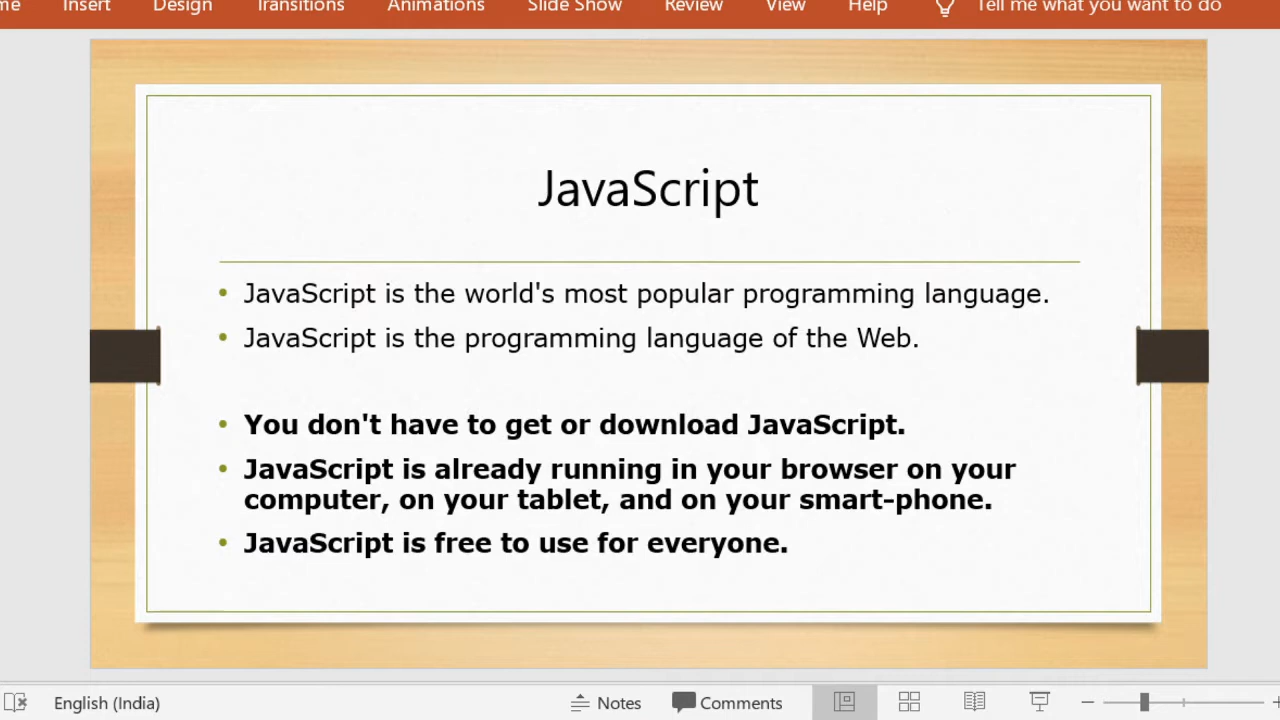 Insert Design Transitions Animations Slide Show Review View Help Tell me what you want to do
JavaScript
• JavaScript is the world's most popular programming language.
• JavaScript is the programming language of the Web.
• You don't have to get or download JavaScript.
• JavaScript is already running in your browser on your
computer, on your tablet, and on your smart-phone.
• JavaScript is free to use for everyone.
English (India) Notes Comments